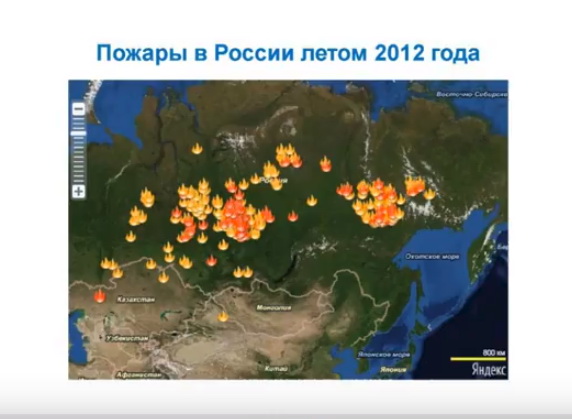 Пожары в России летом 2012 года
Восточно-Сибирское
Охотское море
Казахстан
Монголия
Узбекистан
Афганистан
Китай
Японское море
Япония
800 км
Яндекс